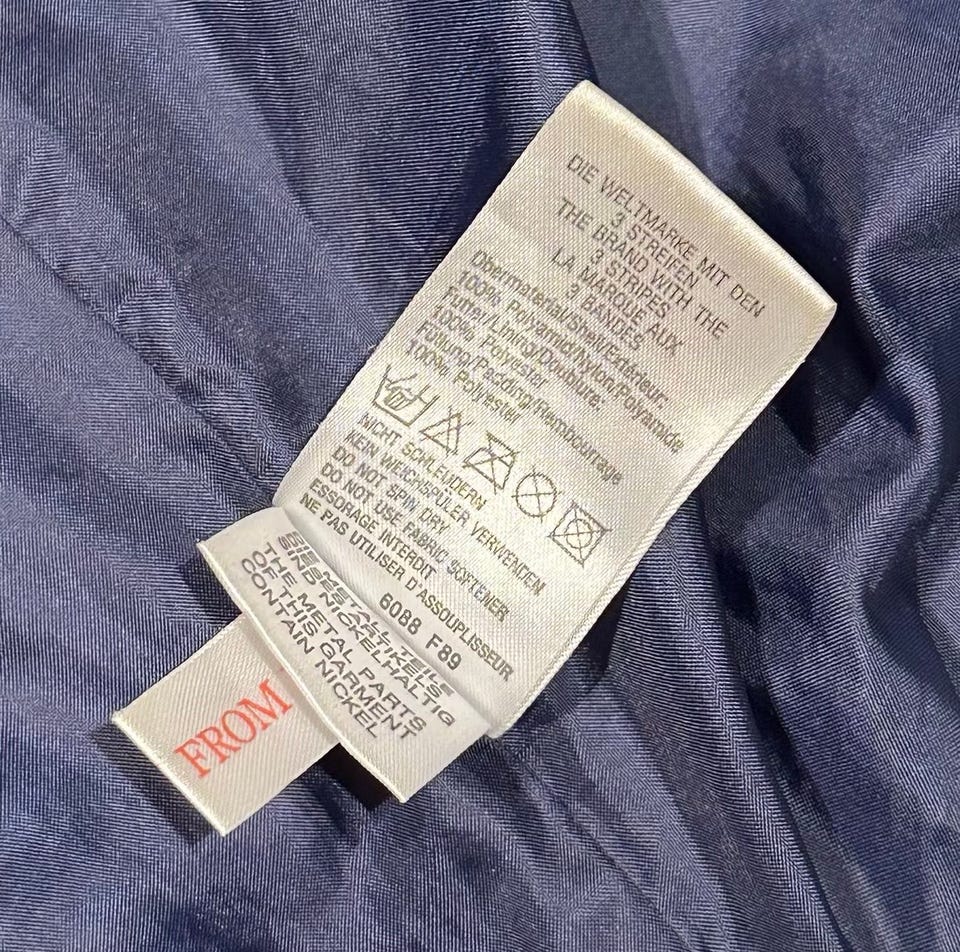 DIE WELTMARKE MIT DEN
3 STREIFEN
THE BRAND WITH THE
3 STRIPES
LA MARQUE AUX
3 BANDES
Obermaterial/Shell/Extérieur.
100% Polyamid/Nylon/Polyamide
Futter/Lining/Doublure.
100% Polyester
Füllung/Padding/Rembourrage
100% Polyester
NICHT SCHLEUDERN
KEIN WEICHSPÜLER VERWENDEN
DO NOT SPIN DRY
DO NOT USE FABRIC SOFTENER
ESSORAGE INTERDIT
NE PAS UTILISER D'ASSOUPLISSEUR
6088 F89
SIND NICKELHALTIG
THE METAL PARTS
ON THIS GARMENT
CONTAIN NICKEL
FROM